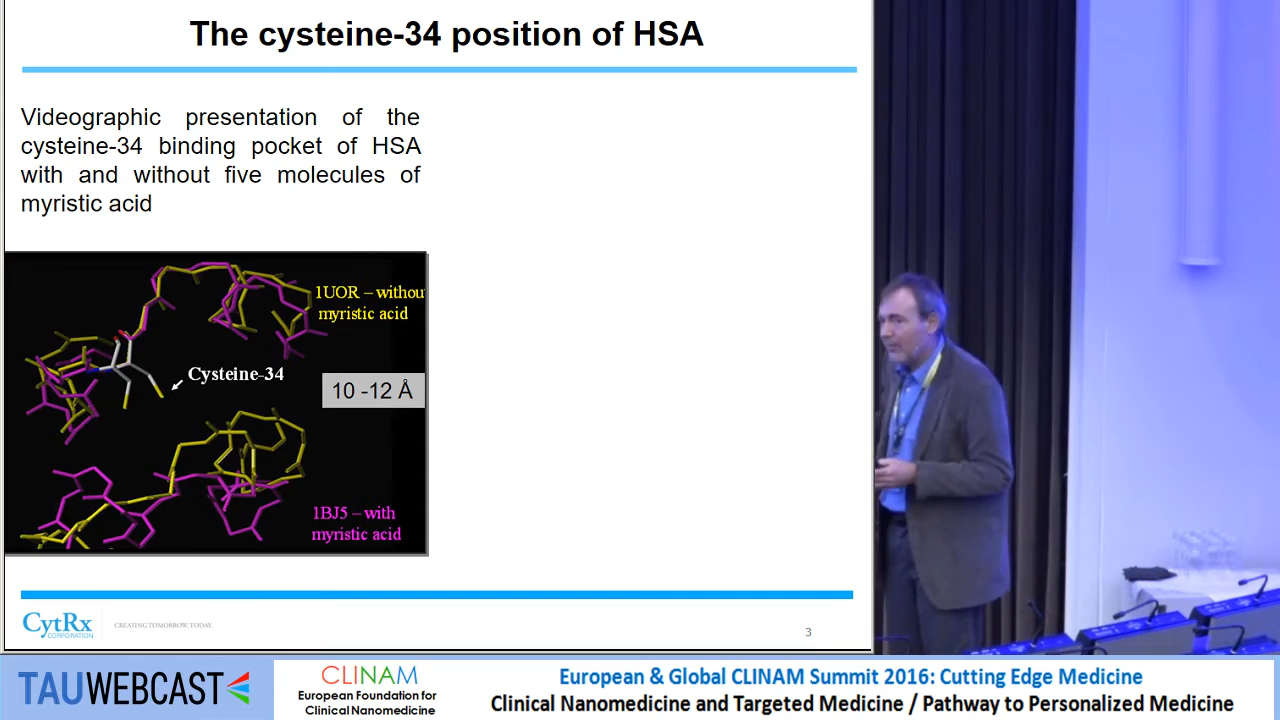 The cysteine-34 position of HSA
Videographic presentation of the
cysteine-34 binding pocket of HSA
with and without five molecules of
myristic acid
1UOR – withou
myristic acid
Cysteine-34
10 -12 Å
1BJ5 – with
myristic acid
CytRx
CORPORATION
CREATING TOMORROW TODAY
3
TAUWEBCAST
CLINAM
European Foundation for
Clinical Nanomedicine
European & Global CLINAM Summit 2016: Cutting Edge Medicine
Clinical Nanomedicine and Targeted Medicine / Pathway to Personalized Medicine